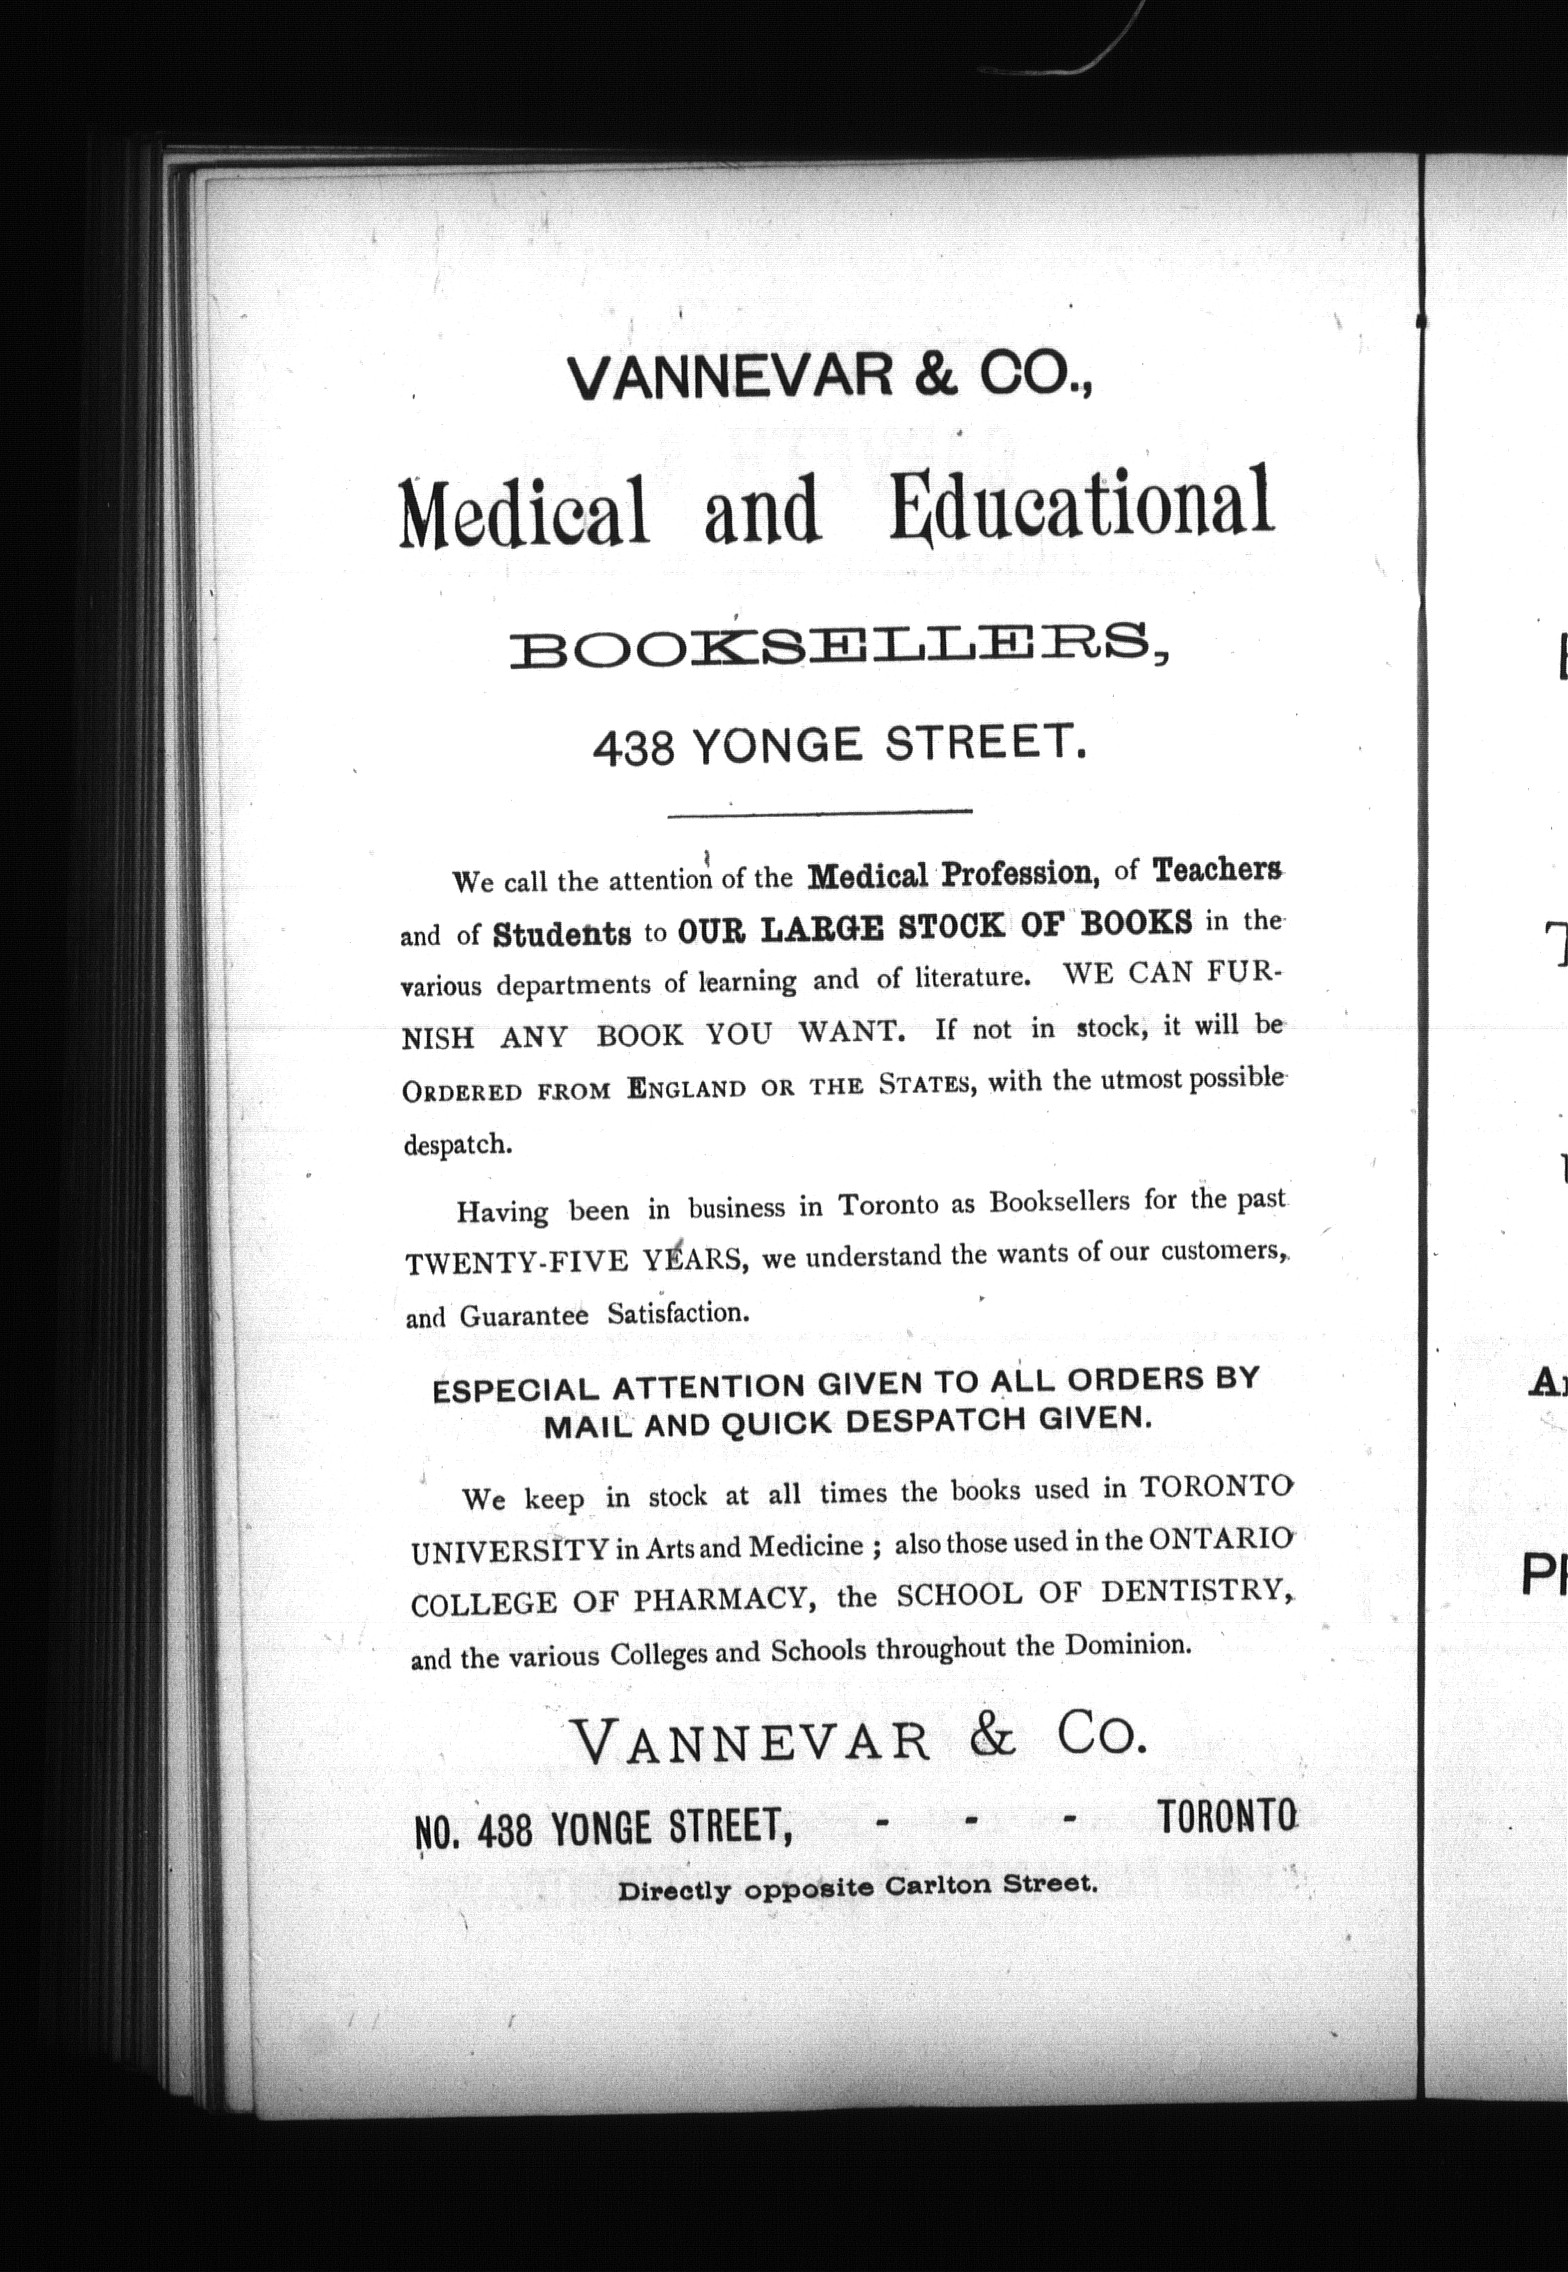 VANNEVAR & CO.,
Medical and Educational
BOOKSELLERS,
438 YONGE STREET.
We call the attention of the Medical Profession, of Teachers
and of Students to OUR LARGE STOCK OF BOOKS in the
various departments of learning and of literature. WE CAN FUR-
NISH ANY BOOK YOU WANT. If not in stock, it will be
ORDERED FROM ENGLAND OR THE STATES, with the utmost possible
despatch.
Having been in business in Toronto as Booksellers for the past
TWENTY-FIVE YEARS, we understand the wants of our customers,
and Guarantee Satisfaction.
ESPECIAL ATTENTION GIVEN TO ALL ORDERS BY
MAIL AND QUICK DESPATCH GIVEN.
We keep in stock at all times the books used in TORONTO
UNIVERSITY in Arts and Medicine ; also those used in the ONTARIO
COLLEGE OF PHARMACY, the SCHOOL OF DENTISTRY,
and the various Colleges and Schools throughout the Dominion.
VANNEVAR & CO.
NO. 438 YONGE STREET, - - - TORONTO
Directly opposite Carlton Street.